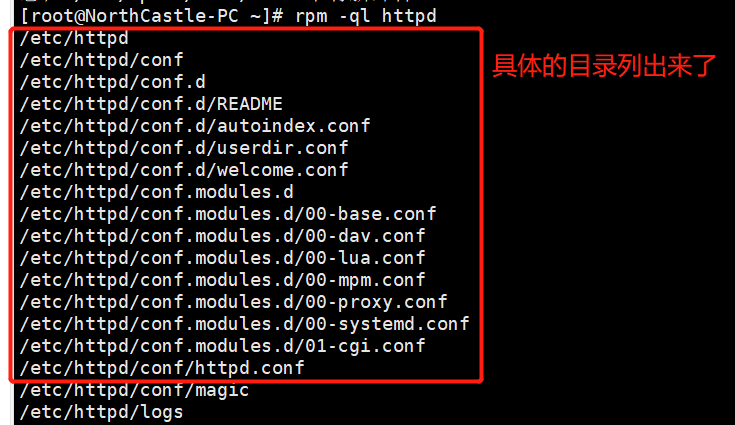 [root@NorthCastle-PC ~]# rpm -ql httpd
/etc/httpd
/etc/httpd/conf
/etc/httpd/conf.d
/etc/httpd/conf.d/README
/etc/httpd/conf.d/autoindex.conf
/etc/httpd/conf.d/userdir.conf
/etc/httpd/conf.d/welcome.conf
/etc/httpd/conf.modules.d
/etc/httpd/conf.modules.d/00-base.conf
/etc/httpd/conf.modules.d/00-dav.conf
/etc/httpd/conf.modules.d/00-lua.conf
/etc/httpd/conf.modules.d/00-mpm.conf
/etc/httpd/conf.modules.d/00-proxy.conf
/etc/httpd/conf.modules.d/00-systemd.conf
/etc/httpd/conf.modules.d/01-cgi.conf
/etc/httpd/conf/httpd.conf
/etc/httpd/conf/magic
/etc/httpd/logs
具体的目录列出来了